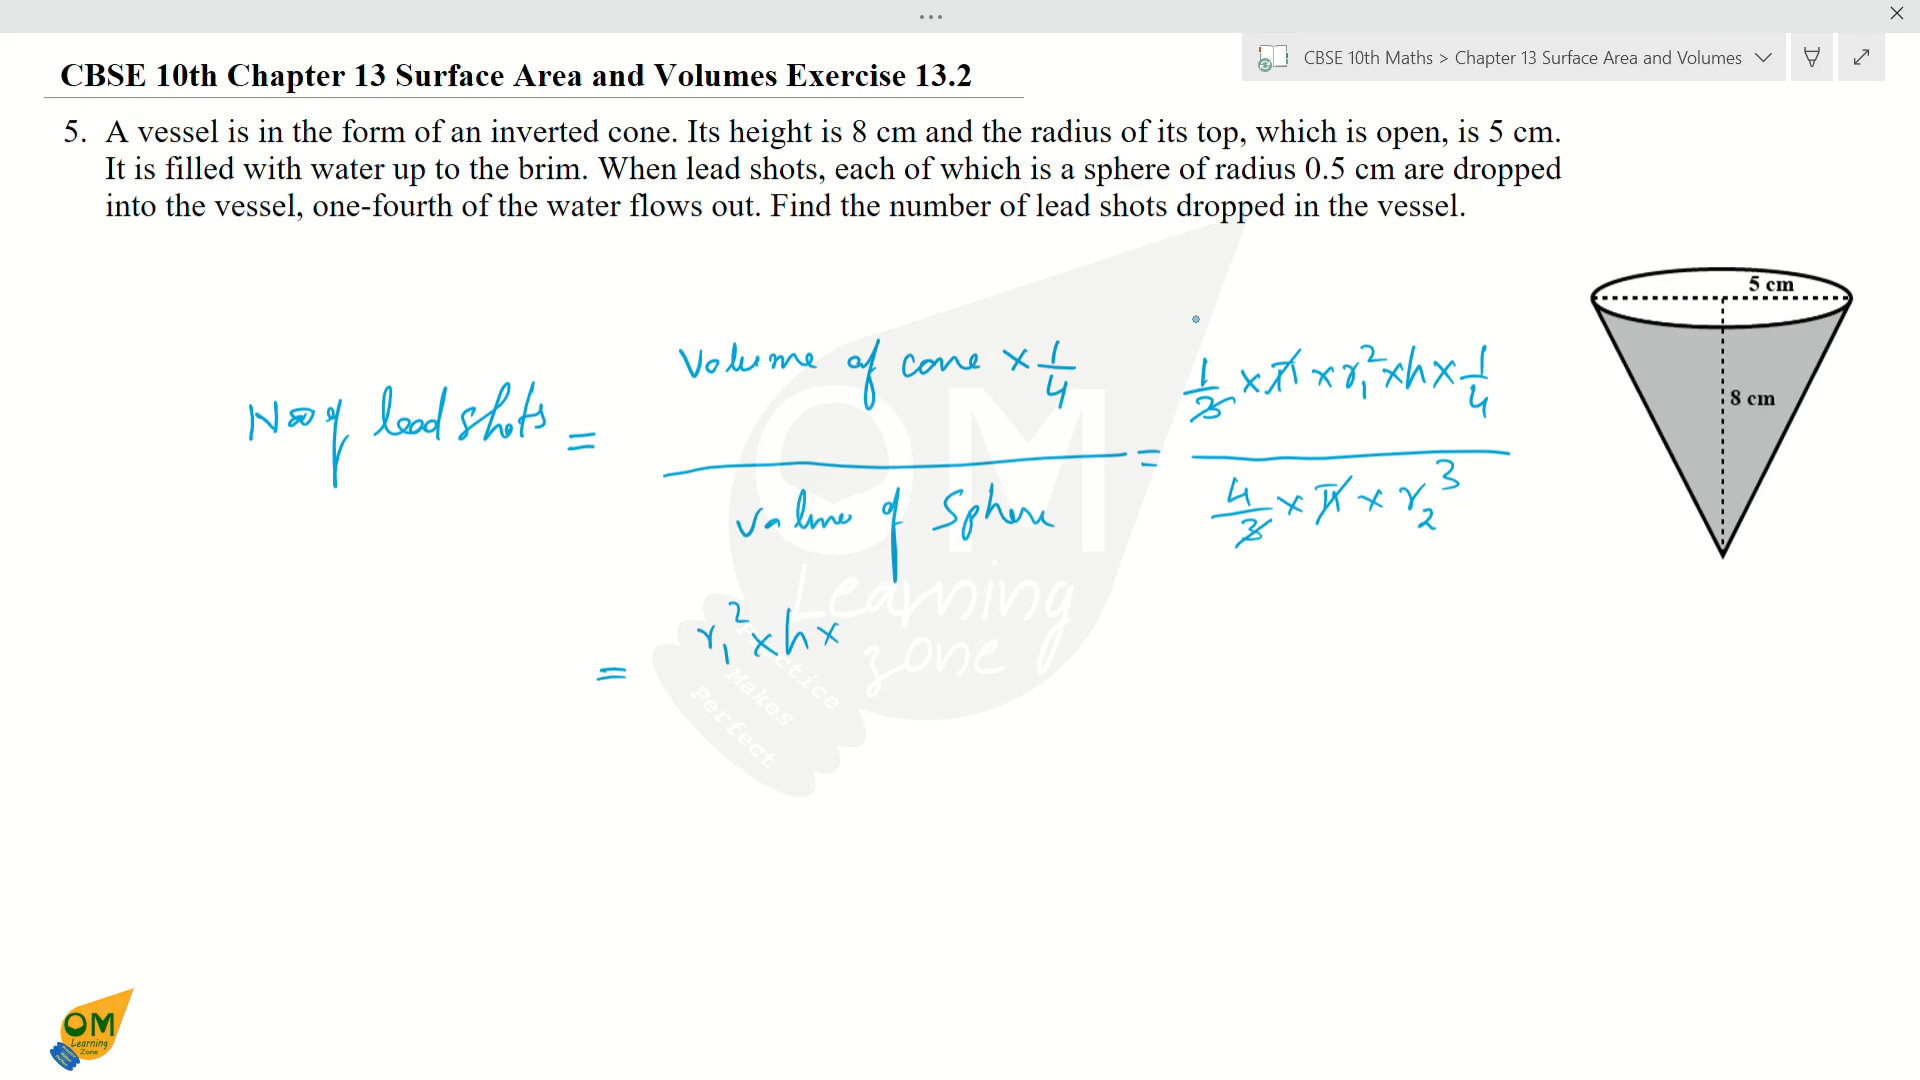 CBSE 10th Maths > Chapter 13 Surface Area and Volumes
CBSE 10th Chapter 13 Surface Area and Volumes Exercise 13.2
5. A vessel is in the form of an inverted cone. Its height is 8 cm and the radius of its top, which is open, is 5 cm.
It is filled with water up to the brim. When lead shots, each of which is a sphere of radius 0.5 cm are dropped
into the vessel, one-fourth of the water flows out. Find the number of lead shots dropped in the vessel.
5 cm
8 cm
No of lead shots = Volume of cone × 1/4 = 1/3 × π × r₁² × h × 1/4
Volume of Sphere 4/3 × π × r₂³
= r₁² × h ×
OM
Learning
Zone
Practice
Makes
Perfect
OM
Learning
Zone